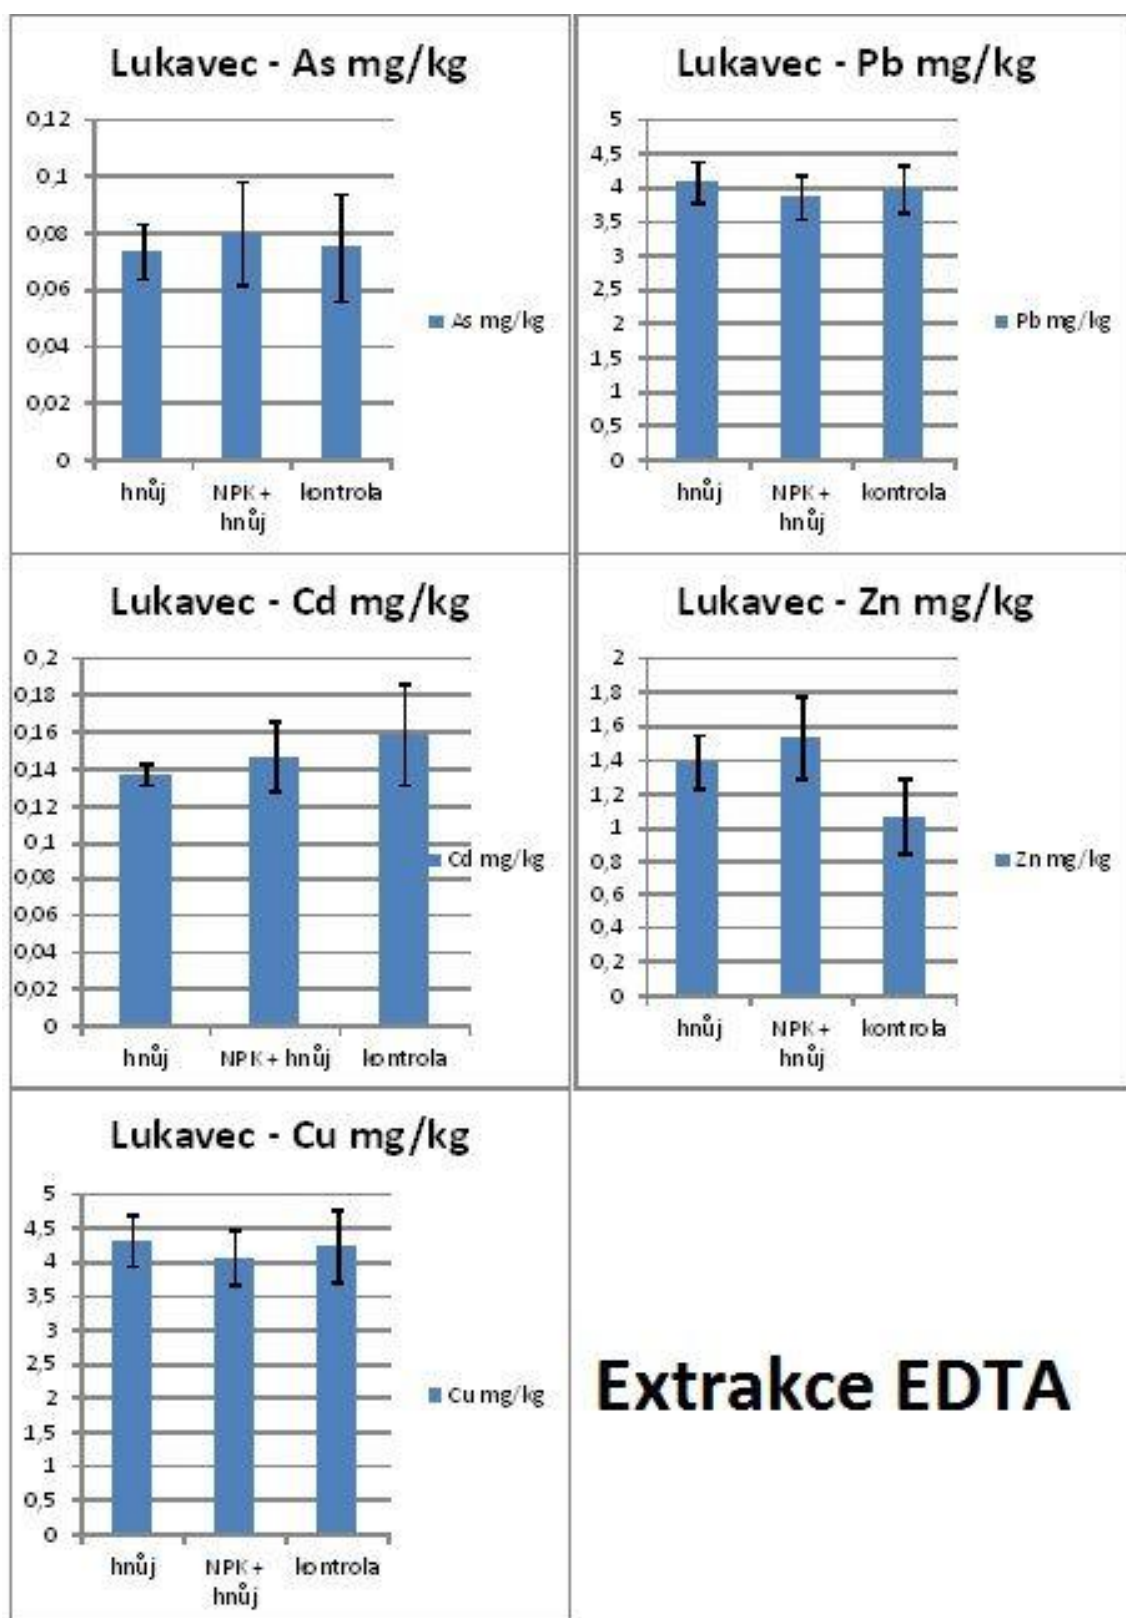 Lukavec - As mg/kg
0,12
0,1
0,08
0,06
0,04
0,02
0
hnůj
NPK + hnůj
kontrola
As mg/kg
Lukavec - Pb mg/kg
5
4,5
4
3,5
3
2,5
2
1,5
1
0,5
0
hnůj
NPK + hnůj
kontrola
Pb mg/kg
Lukavec - Cd mg/kg
0,2
0,18
0,16
0,14
0,12
0,1
0,08
0,06
0,04
0,02
0
hnůj
NPK + hnůj
kontrola
Cd mg/kg
Lukavec - Zn mg/kg
2
1,8
1,6
1,4
1,2
1
0,8
0,6
0,4
0,2
0
hnůj
NPK + hnůj
kontrola
Zn mg/kg
Lukavec - Cu mg/kg
5
4,5
4
3,5
3
2,5
2
1,5
1
0,5
0
hnůj
NPK + hnůj
kontrola
Cu mg/kg
Extrakce EDTA